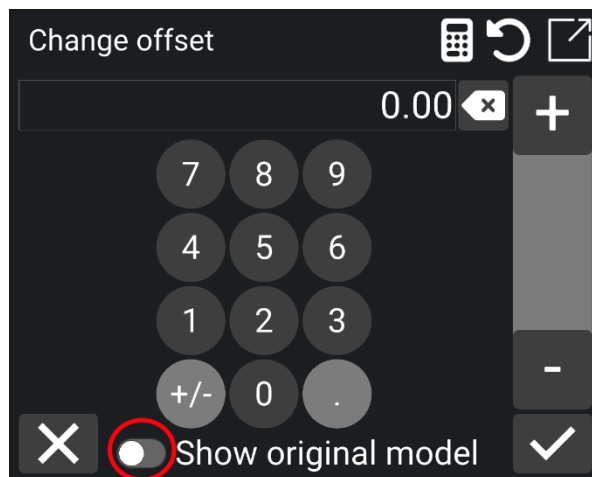 Change offset
0.00
+
7 8 9
4 5 6
1 2 3
+/- 0 .
-
Show original model